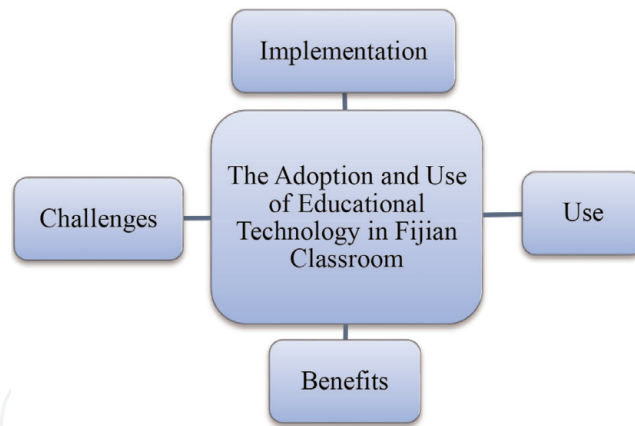 Implementation
The Adoption and Use
of Educational
Technology in Fijian
Classroom
Challenges
Use
Benefits